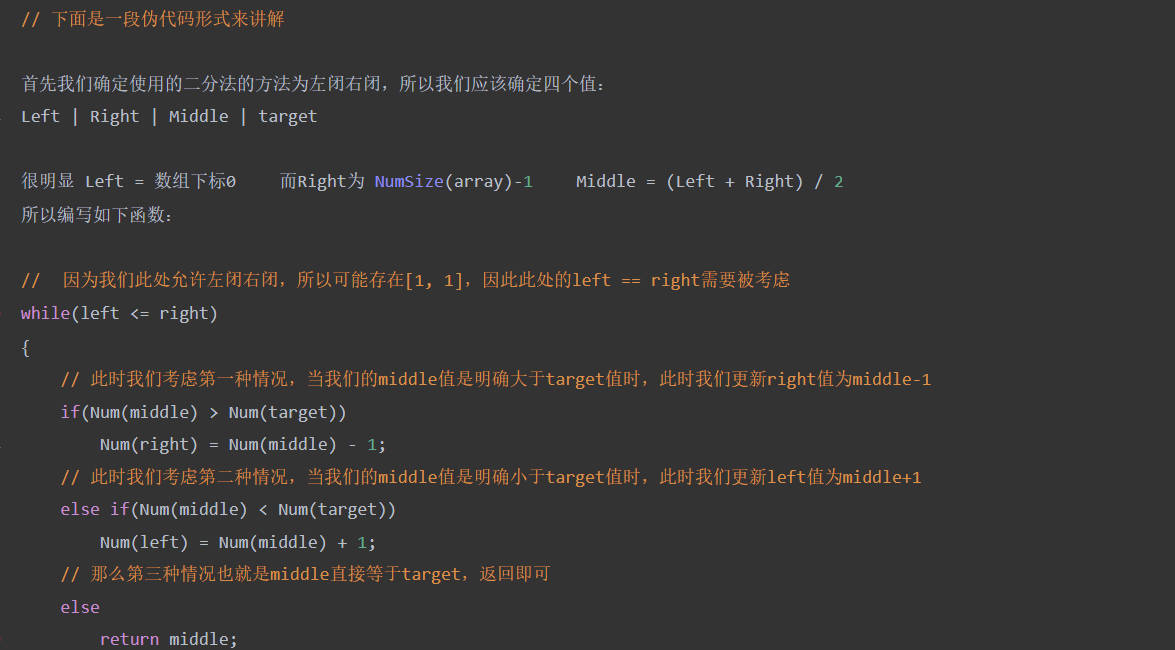 // 下面是一段伪代码形式来讲解
首先我们确定使用的二分法的方法为左闭右闭，所以我们应该确定四个值：
Left | Right | Middle | target
很明显 Left = 数组下标0    而Right为 NumSize(array)-1    Middle = (Left + Right) / 2
所以编写如下函数：
//  因为我们此处允许左闭右闭，所以可能存在[1, 1]，因此此处的left == right需要被考虑
while(left <= right)
{
    // 此时我们考虑第一种情况，当我们的middle值是明确大于target值时，此时我们更新right值为middle-1
    if(Num(middle) > Num(target))
        Num(right) = Num(middle) - 1;
    // 此时我们考虑第二种情况，当我们的middle值是明确小于target值时，此时我们更新left值为middle+1
    else if(Num(middle) < Num(target))
        Num(left) = Num(middle) + 1;
    // 那么第三种情况也就是middle直接等于target，返回即可
    else
        return middle;